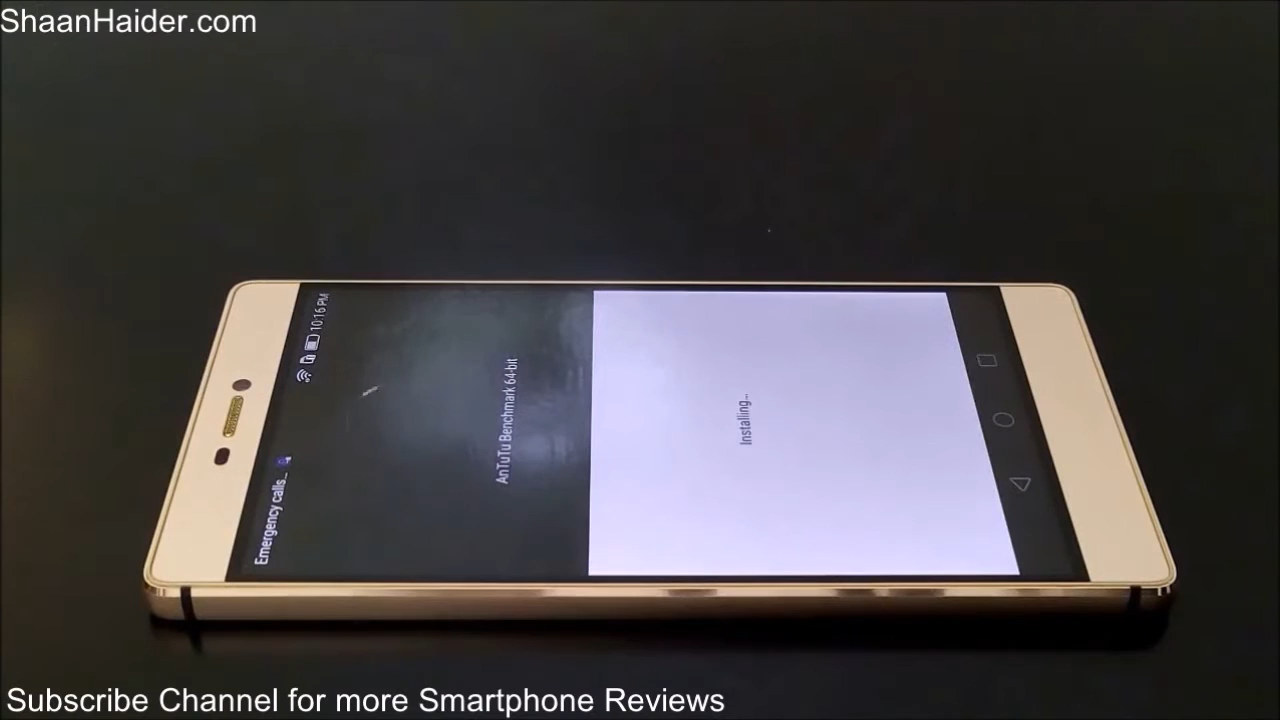 ShaanHaider.com
10:16 PM
Emergency calls...
AnTuTu Benchmark 64-bit
Installing...
Subscribe Channel for more Smartphone Reviews